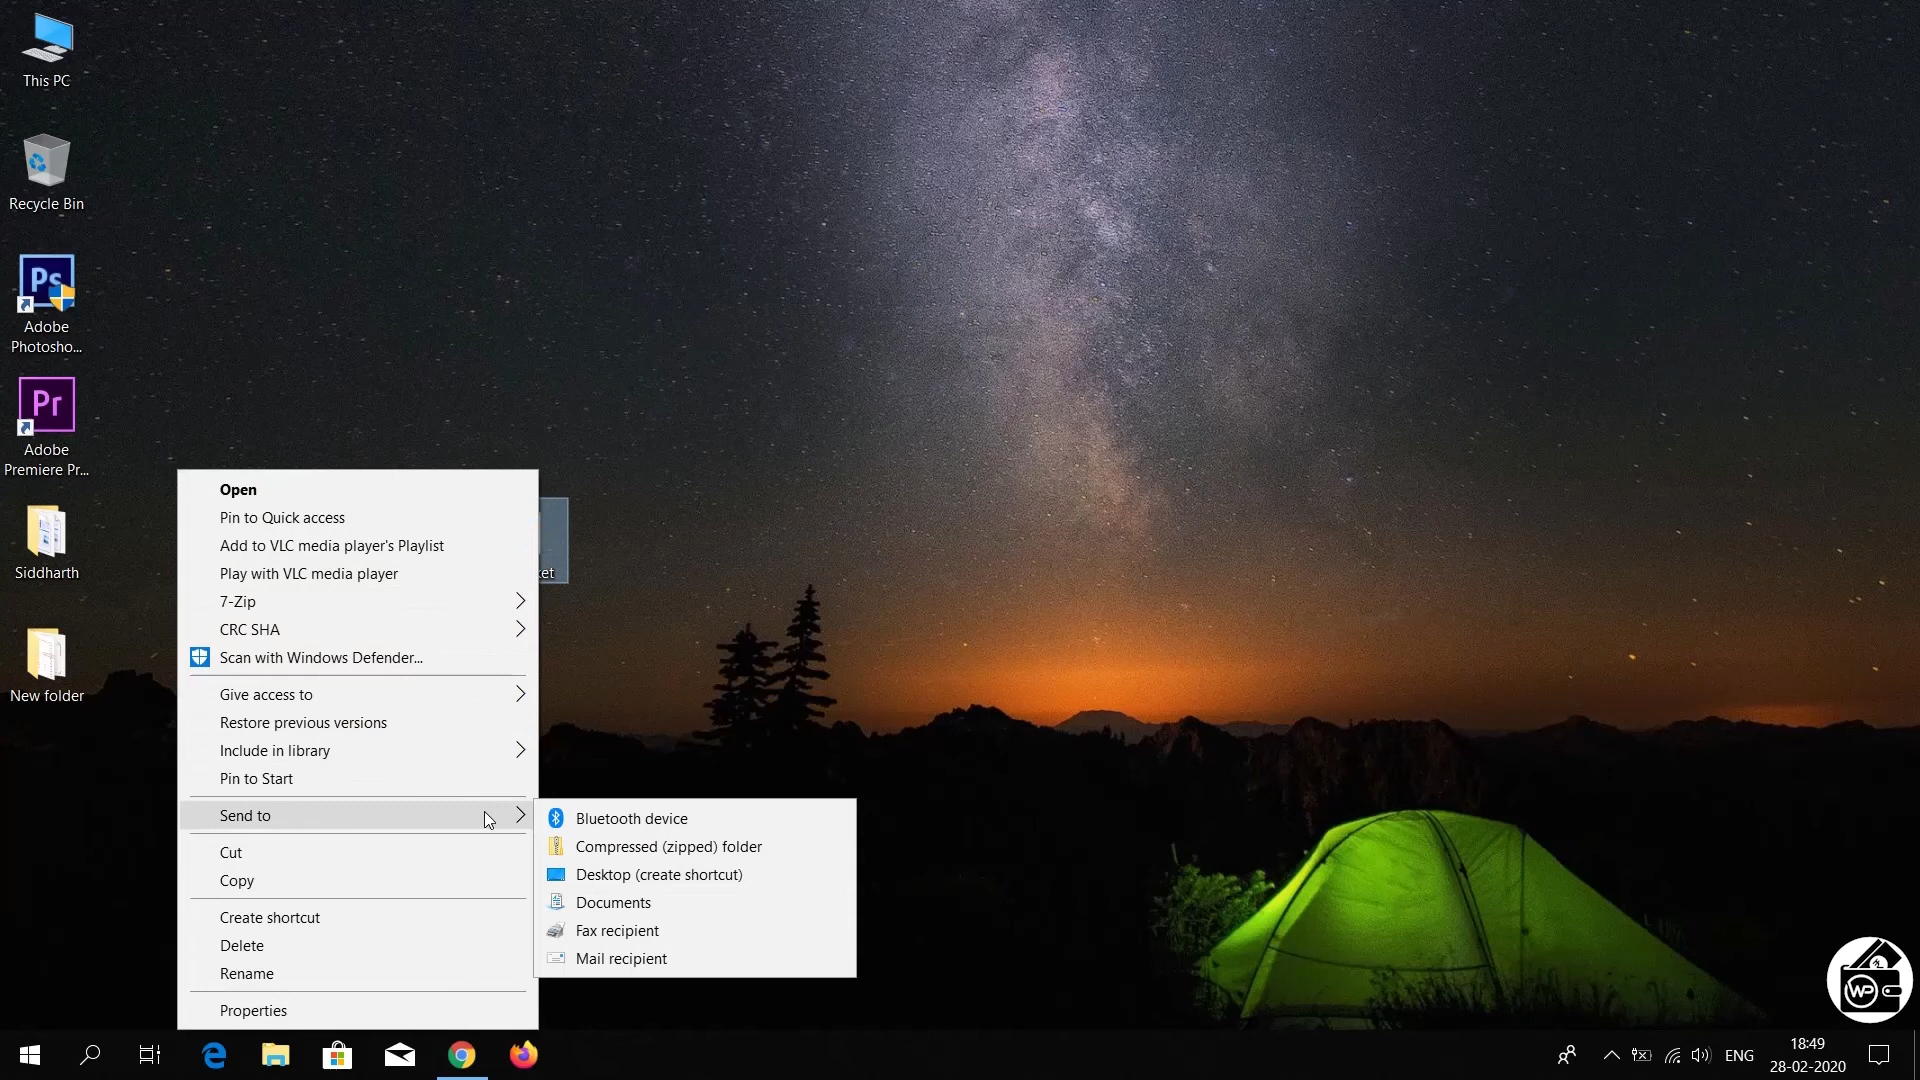 This PC
Recycle Bin
Ps
Adobe
Photosho...
Pr
Adobe
Premiere Pr...
Siddharth
New folder
Open
Pin to Quick access
Add to VLC media player's Playlist
Play with VLC media player
7-Zip
CRC SHA
Scan with Windows Defender...
Give access to
Restore previous versions
Include in library
Pin to Start
Send to
Cut
Copy
Create shortcut
Delete
Rename
Properties
Bluetooth device
Compressed (zipped) folder
Desktop (create shortcut)
Documents
Fax recipient
Mail recipient
WP
ENG
18:49
28-02-2020